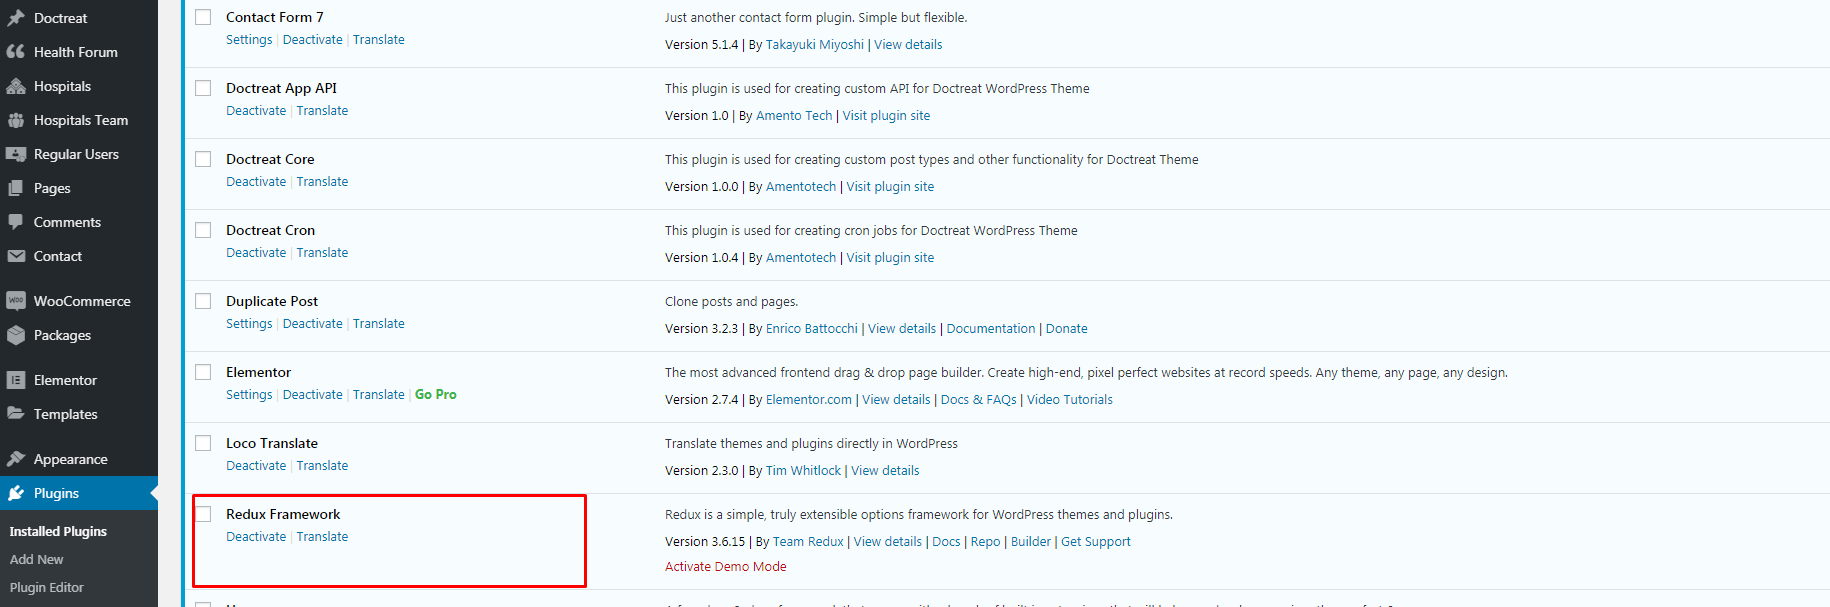 Doctreat
Health Forum
Hospitals
Hospitals Team
Regular Users
Pages
Comments
Contact
WooCommerce
Packages
Elementor
Templates
Appearance
Plugins
Installed Plugins
Add New
Plugin Editor
Contact Form 7
Settings | Deactivate | Translate
Just another contact form plugin. Simple but flexible.
Version 5.1.4 | By Takayuki Miyoshi | View details
Doctreat App API
Deactivate | Translate
This plugin is used for creating custom API for Doctreat WordPress Theme
Version 1.0 | By Amento Tech | Visit plugin site
Doctreat Core
Deactivate | Translate
This plugin is used for creating custom post types and other functionality for Doctreat Theme
Version 1.0.0 | By Amentotech | Visit plugin site
Doctreat Cron
Deactivate | Translate
This plugin is used for creating cron jobs for Doctreat WordPress Theme
Version 1.0.4 | By Amentotech | Visit plugin site
Duplicate Post
Settings | Deactivate | Translate
Clone posts and pages.
Version 3.2.3 | By Enrico Battocchi | View details | Documentation | Donate
Elementor
Settings | Deactivate | Translate | Go Pro
The most advanced frontend drag & drop page builder. Create high-end, pixel perfect websites at record speeds. Any theme, any page, any design.
Version 2.7.4 | By Elementor.com | View details | Docs & FAQs | Video Tutorials
Loco Translate
Deactivate | Translate
Translate themes and plugins directly in WordPress
Version 2.3.0 | By Tim Whitlock | View details
Redux Framework
Deactivate | Translate
Redux is a simple, truly extensible options framework for WordPress themes and plugins.
Version 3.6.15 | By Team Redux | View details | Docs | Repo | Builder | Get Support
Activate Demo Mode